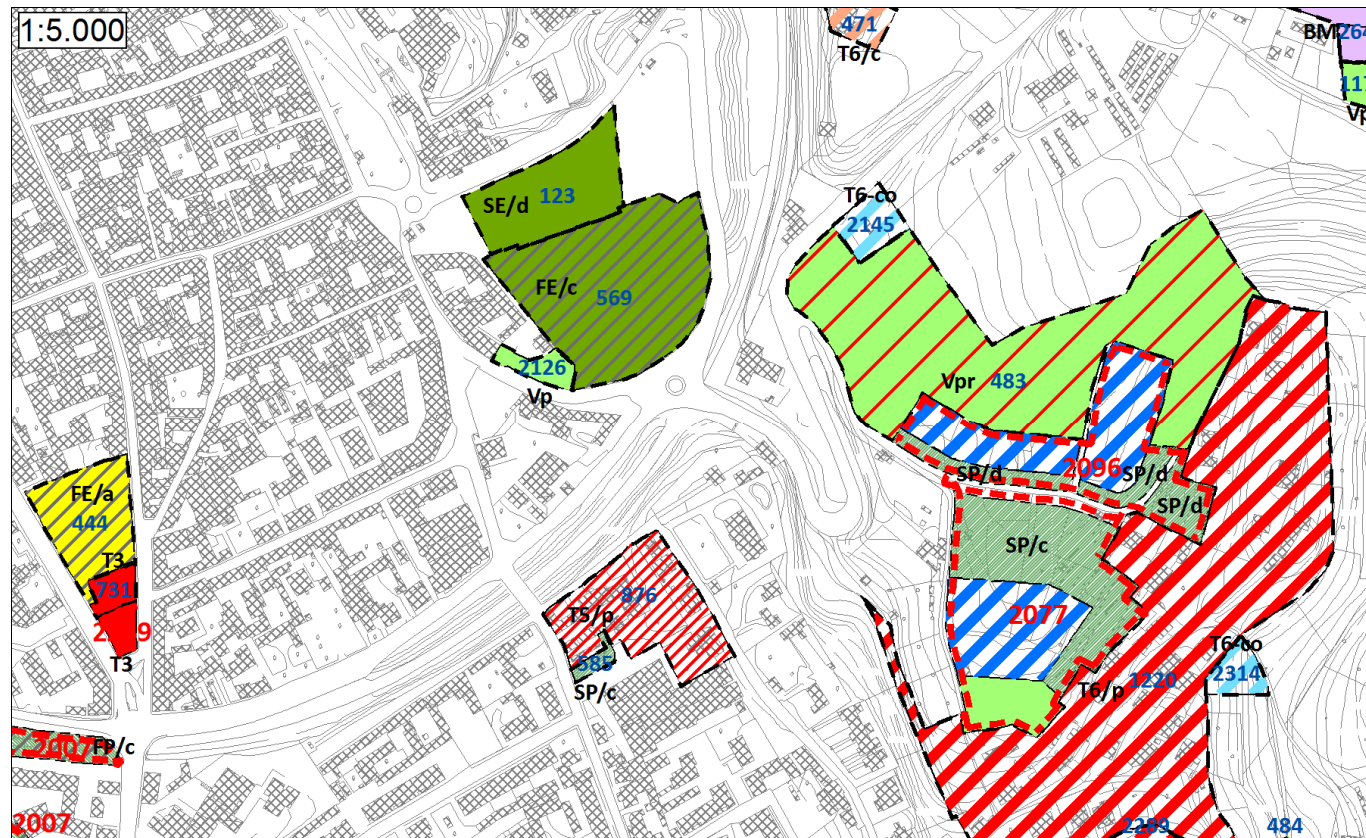 1:5.000
471
T6/c
BM
Vp
T6-co
2145
SE/d 123
FE/c 569
2126
Vp
Vpr 483
SP/d
2096
SP/d
SP/d
SP/c
2077
FE/a
444
T3
731
T3
T5/p
876
585
SP/c
T6-co
2314
T6/p 1220
2007
FP/c
2007
2289
484